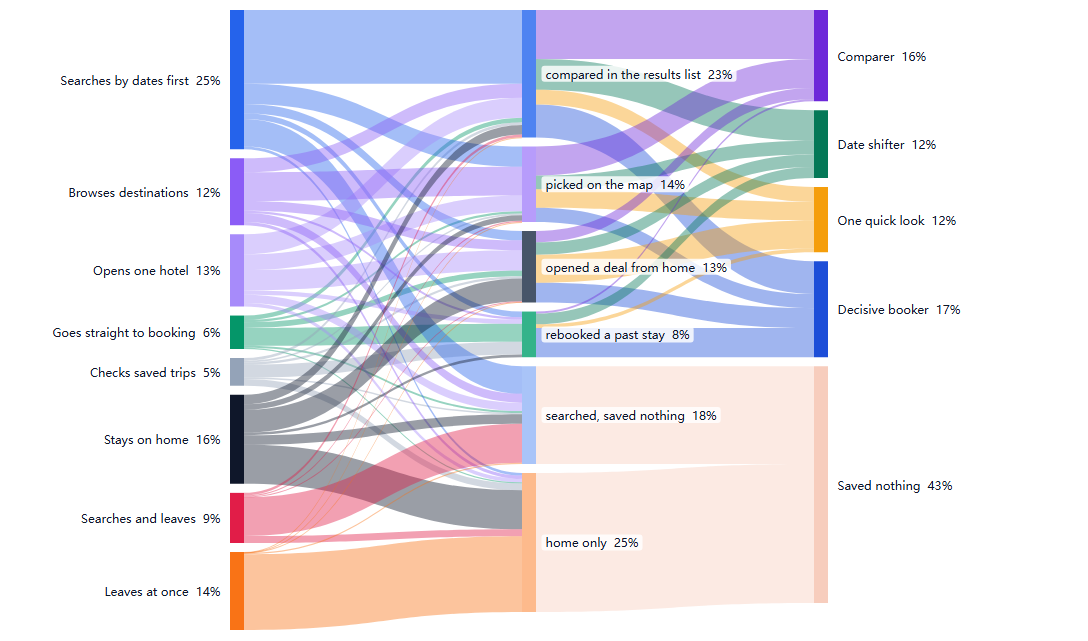 Searches by dates first 25%
Browses destinations 12%
Opens one hotel 13%
Goes straight to booking 6%
Checks saved trips 5%
Stays on home 16%
Searches and leaves 9%
Leaves at once 14%
compared in the results list 23%
picked on the map 14%
opened a deal from home 13%
rebooked a past stay 8%
searched, saved nothing 18%
home only 25%
Comparer 16%
Date shifter 12%
One quick look 12%
Decisive booker 17%
Saved nothing 43%